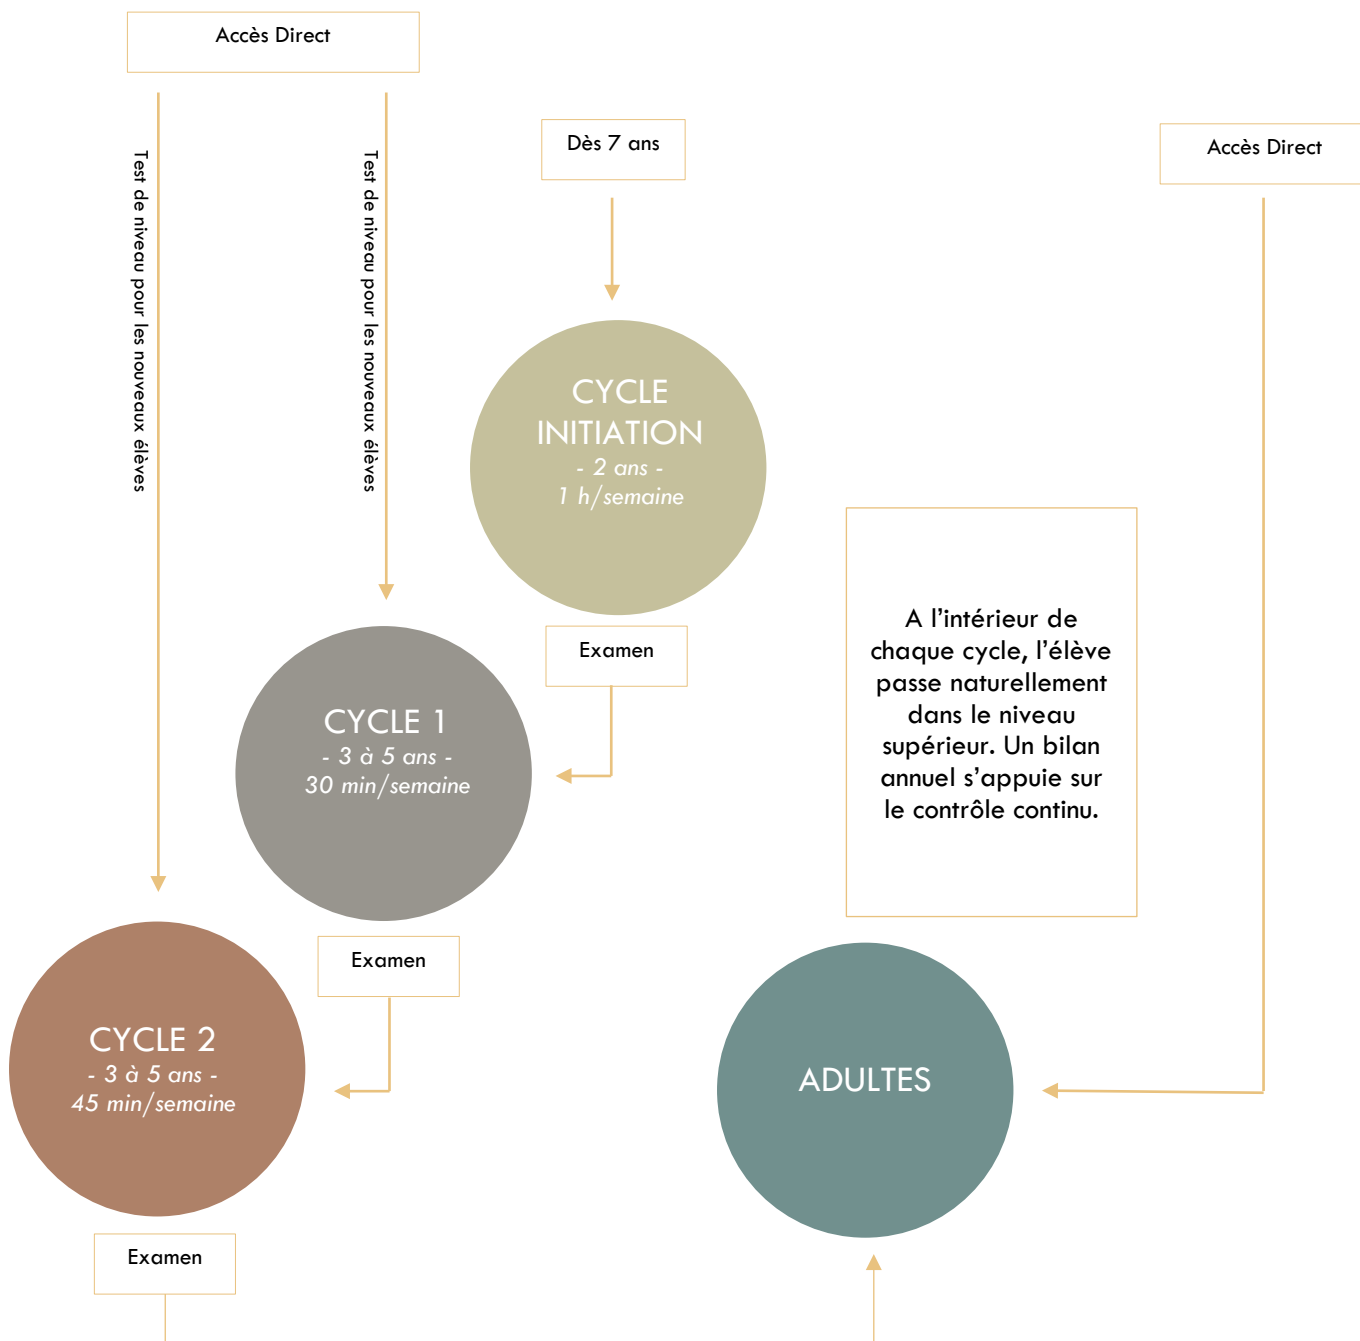 Accès Direct
Dès 7 ans
Accès Direct
Test de niveau pour les nouveaux élèves
Test de niveau pour les nouveaux élèves
CYCLE
INITIATION
- 2 ans -
1 h/semaine
A l’intérieur de
chaque cycle, l’élève
passe naturellement
dans le niveau
supérieur. Un bilan
annuel s’appuie sur
le contrôle continu.
Examen
CYCLE 1
- 3 à 5 ans -
30 min/semaine
Examen
CYCLE 2
- 3 à 5 ans -
45 min/semaine
ADULTES
Examen